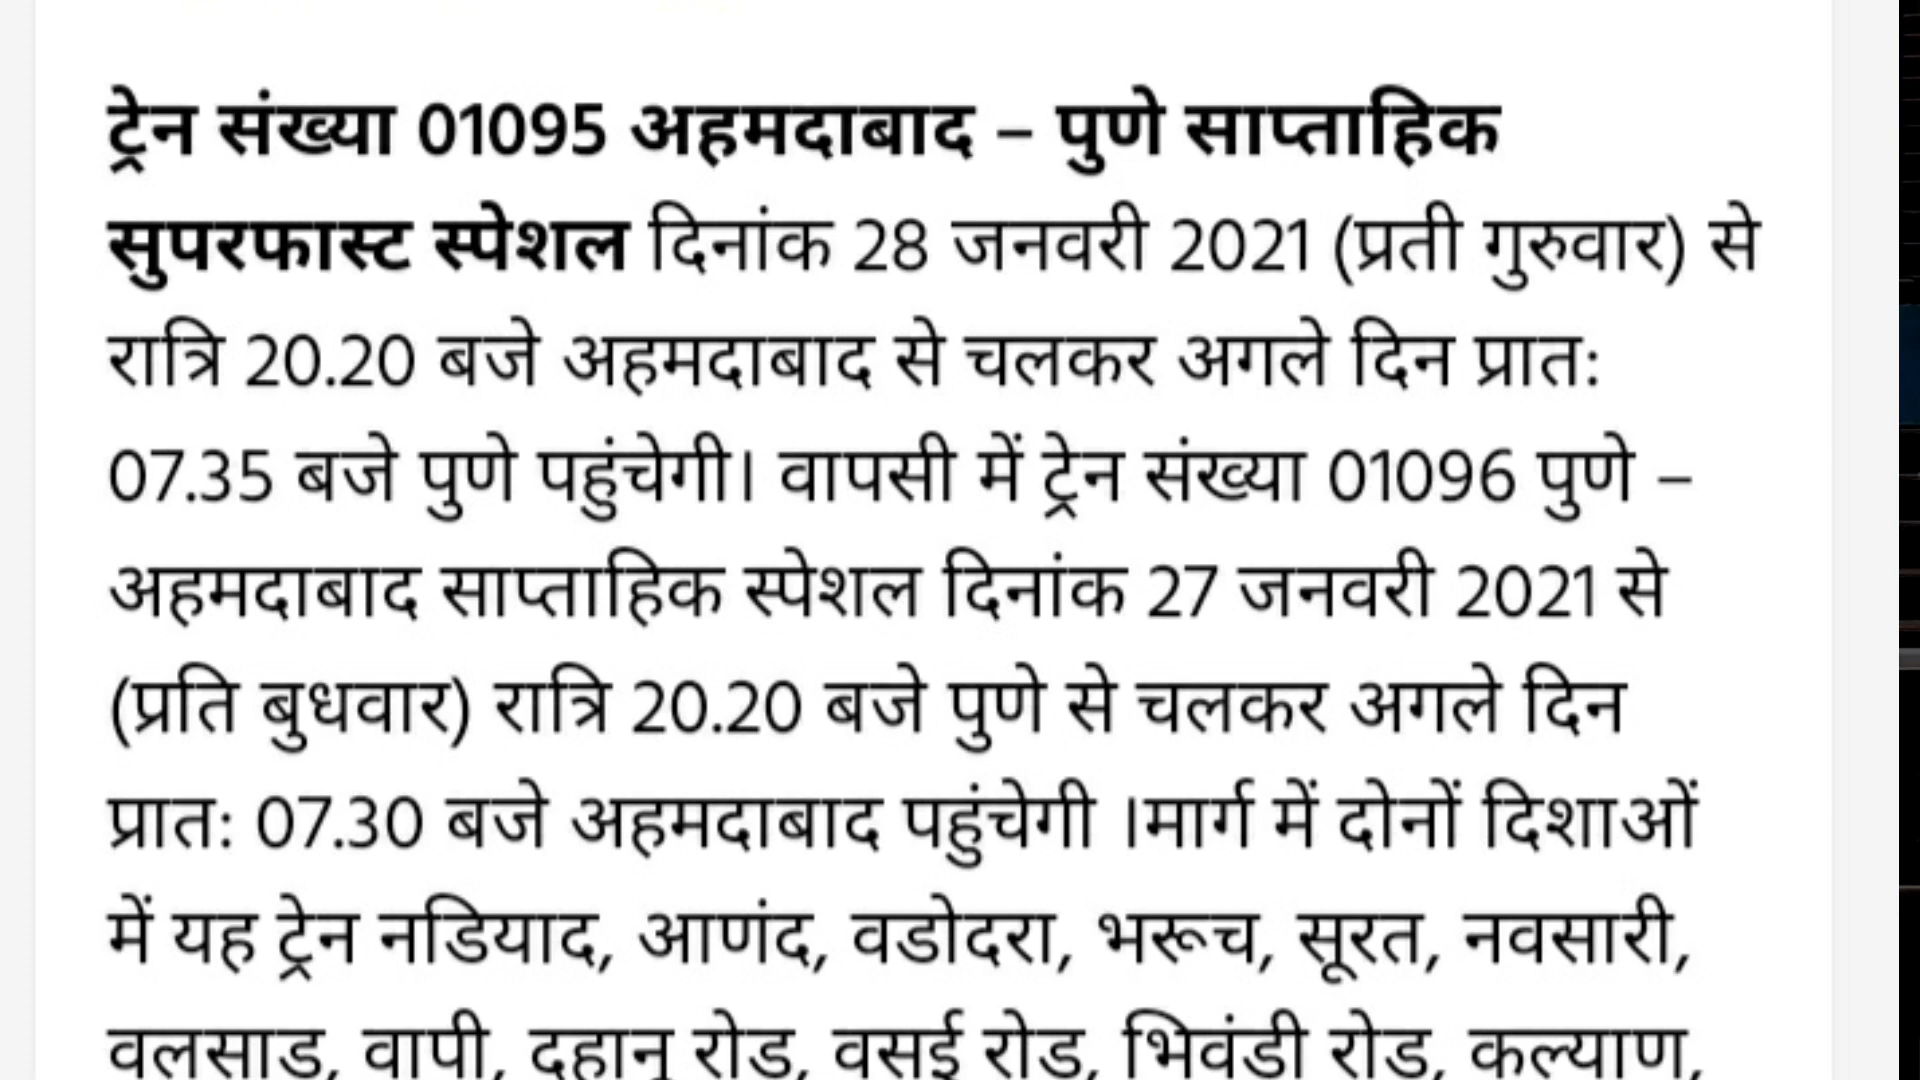 ट्रेन संख्या 01095 अहमदाबाद – पुणे साप्ताहिक
सुपरफास्ट स्पेशल दिनांक 28 जनवरी 2021 (प्रती गुरुवार) से
रात्रि 20.20 बजे अहमदाबाद से चलकर अगले दिन प्रातः
07.35 बजे पुणे पहुंचेगी। वापसी में ट्रेन संख्या 01096 पुणे –
अहमदाबाद साप्ताहिक स्पेशल दिनांक 27 जनवरी 2021 से
(प्रति बुधवार) रात्रि 20.20 बजे पुणे से चलकर अगले दिन
प्रातः 07.30 बजे अहमदाबाद पहुंचेगी ।मार्ग में दोनों दिशाओं
में यह ट्रेन नडियाद, आणंद, वडोदरा, भरूच, सूरत, नवसारी,
वलसाड, वापी, दहानू रोड, वसई रोड, भिवंडी रोड, कल्याण,